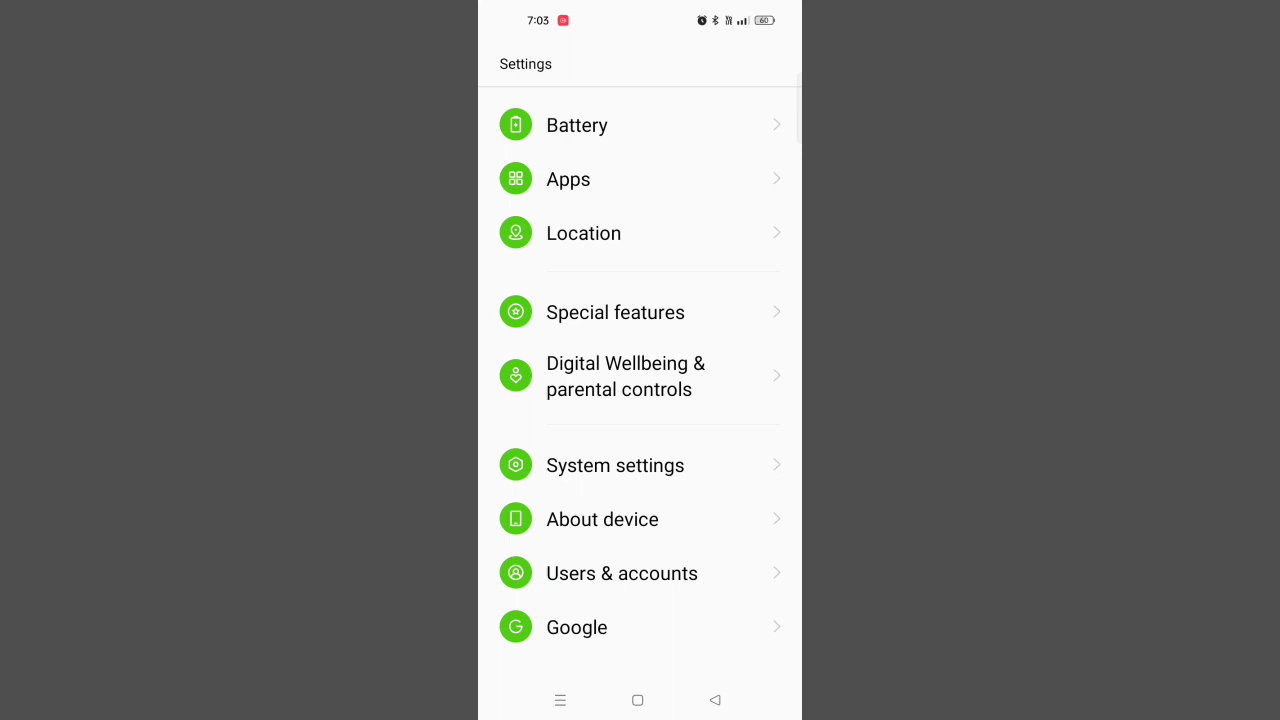 7:03
60
Settings
Battery
Apps
Location
Special features
Digital Wellbeing &
parental controls
System settings
About device
Users & accounts
Google